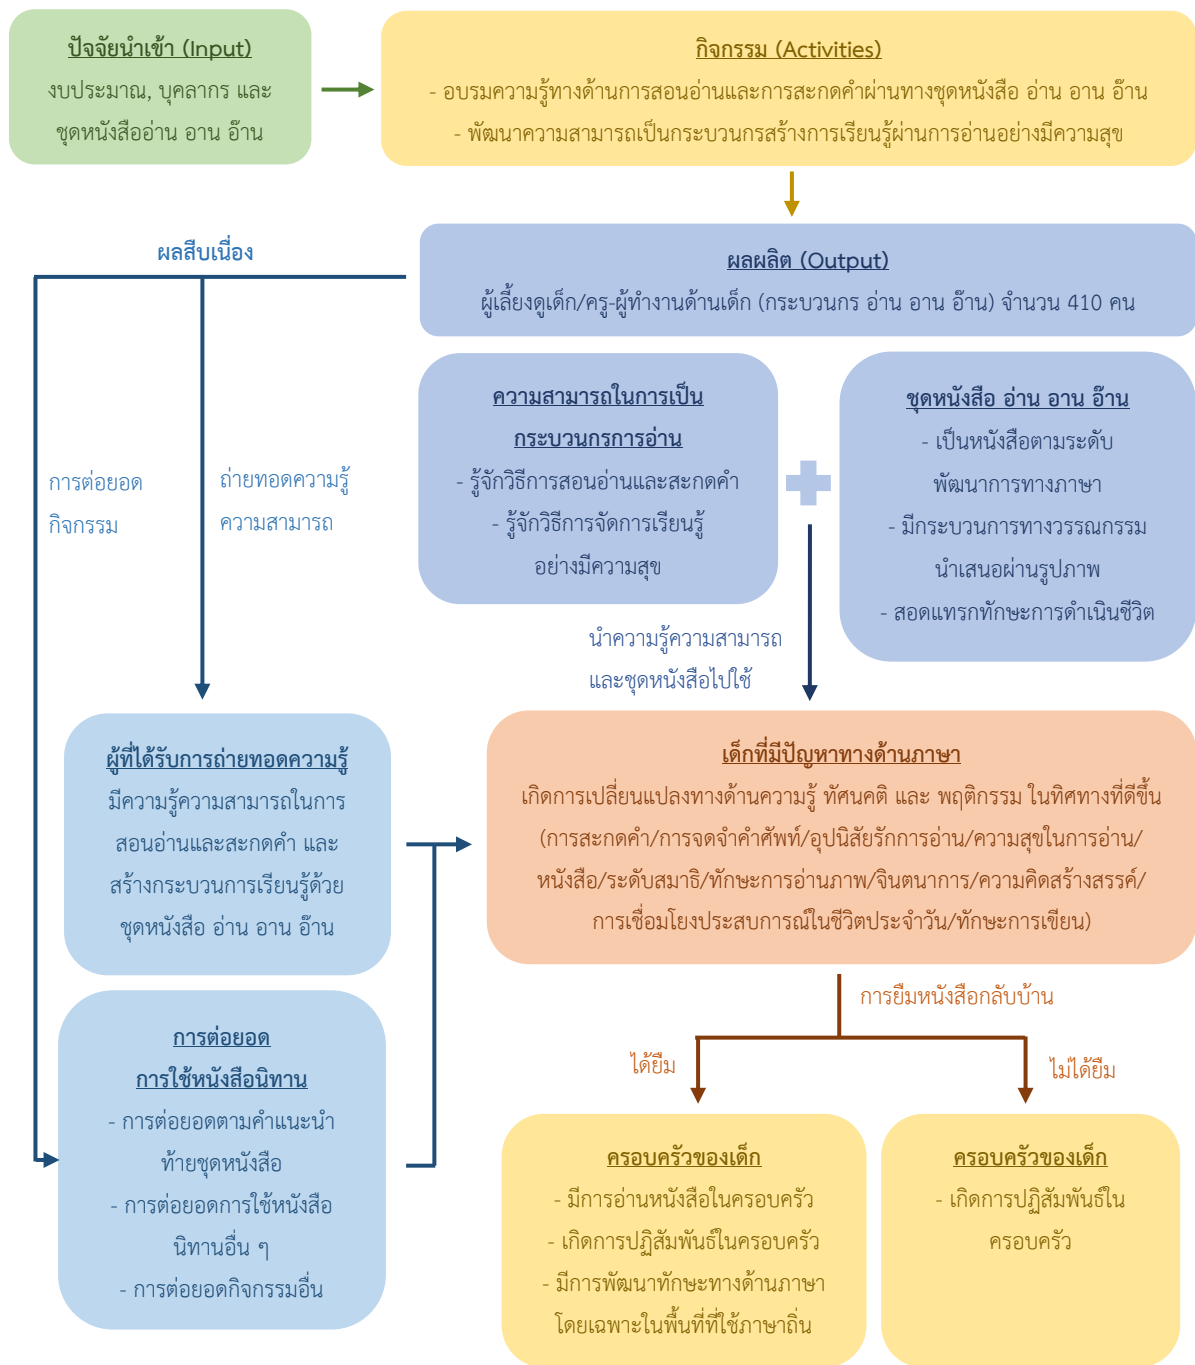 ปัจจัยนำเข้า (Input)
งบประมาณ, บุคลากร และ
ชุดหนังสืออ่าน อาน อ๊าน
กิจกรรม (Activities)
- อบรมความรู้ทางด้านการสอนอ่านและการสะกดคำผ่านทางชุดหนังสือ อ่าน อาน อ๊าน
- พัฒนาความสามารถเป็นกระบวนกรสร้างการเรียนรู้ผ่านการอ่านอย่างมีความสุข
ผลสืบเนื่อง
ผลผลิต (Output)
ผู้เลี้ยงดูเด็ก/ครู-ผู้ทำงานด้านเด็ก (กระบวนกร อ่าน อาน อ๊าน) จำนวน 410 คน
ความสามารถในการเป็น
กระบวนกรการอ่าน
- รู้จักวิธีการสอนอ่านและสะกดคำ
- รู้จักวิธีการจัดการเรียนรู้
อย่างมีความสุข
ชุดหนังสือ อ่าน อาน อ๊าน
- เป็นหนังสือตามระดับ
พัฒนาการทางภาษา
- มีกระบวนการทางวรรณกรรม
นำเสนอผ่านรูปภาพ
- สอดแทรกทักษะการดำเนินชีวิต
การต่อยอด
กิจกรรม
ถ่ายทอดความรู้
ความสามารถ
นำความรู้ความสามารถ
และชุดหนังสือไปใช้
ผู้ที่ได้รับการถ่ายทอดความรู้
มีความรู้ความสามารถในการ
สอนอ่านและสะกดคำ และ
สร้างกระบวนการเรียนรู้ด้วย
ชุดหนังสือ อ่าน อาน อ๊าน
เด็กที่มีปัญหาทางด้านภาษา
เกิดการเปลี่ยนแปลงทางด้านความรู้ ทัศนคติ และ พฤติกรรม ในทิศทางที่ดีขึ้น
(การสะกดคำ/การจดจำคำศัพท์/อุปนิสัยรักการอ่าน/ความสุขในการอ่าน/
หนังสือ/ระดับสมาธิ/ทักษะการอ่านภาพ/จินตนาการ/ความคิดสร้างสรรค์/
การเชื่อมโยงประสบการณ์ในชีวิตประจำวัน/ทักษะการเขียน)
การต่อยอด
การใช้หนังสือนิทาน
- การต่อยอดตามคำแนะนำ
ท้ายชุดหนังสือ
- การต่อยอดการใช้หนังสือ
นิทานอื่น ๆ
- การต่อยอดกิจกรรมอื่น
การยืมหนังสือกลับบ้าน
ได้ยืม
ไม่ได้ยืม
ครอบครัวของเด็ก
- มีการอ่านหนังสือในครอบครัว
- เกิดการปฏิสัมพันธ์ในครอบครัว
- มีการพัฒนาทักษะทางด้านภาษา
โดยเฉพาะในพื้นที่ที่ใช้ภาษาถิ่น
ครอบครัวของเด็ก
- เกิดการปฏิสัมพันธ์ใน
ครอบครัว